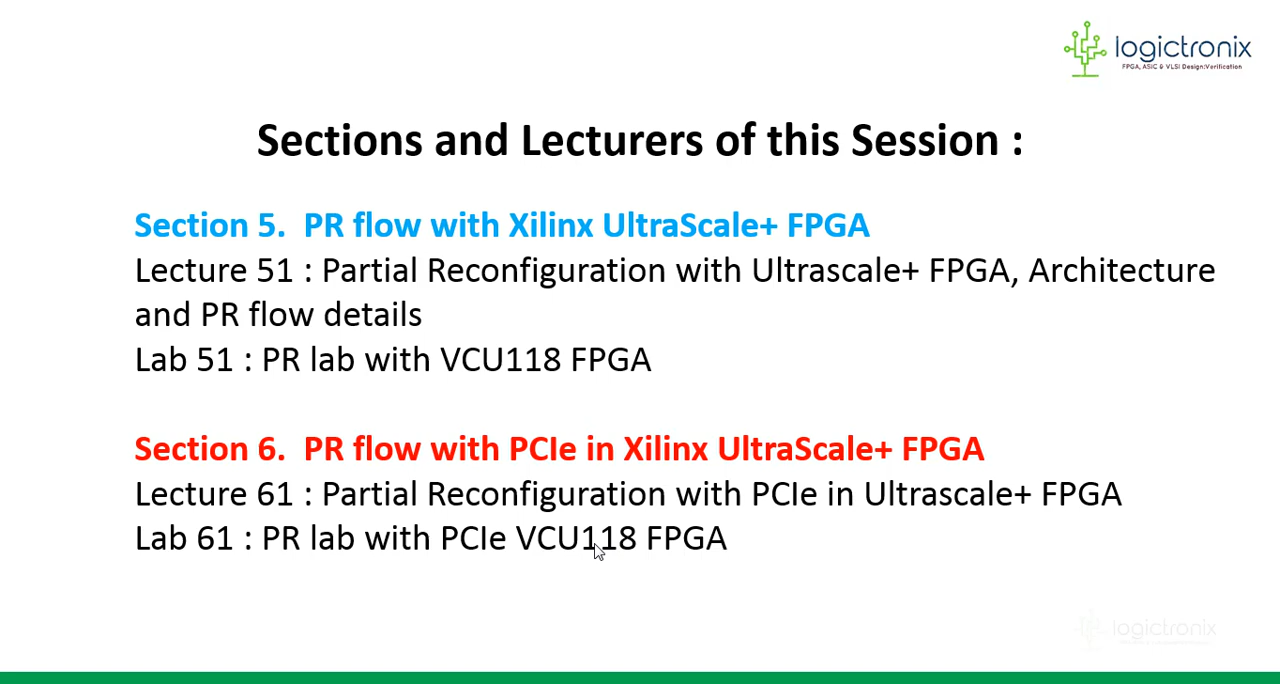 logictronix
FPGA, ASIC & VLSI Design|Verification
Sections and Lecturers of this Session :
Section 5. PR flow with Xilinx UltraScale+ FPGA
Lecture 51 : Partial Reconfiguration with Ultrascale+ FPGA, Architecture
and PR flow details
Lab 51 : PR lab with VCU118 FPGA
Section 6. PR flow with PCIe in Xilinx UltraScale+ FPGA
Lecture 61 : Partial Reconfiguration with PCIe in Ultrascale+ FPGA
Lab 61 : PR lab with PCIe VCU118 FPGA
logictronix